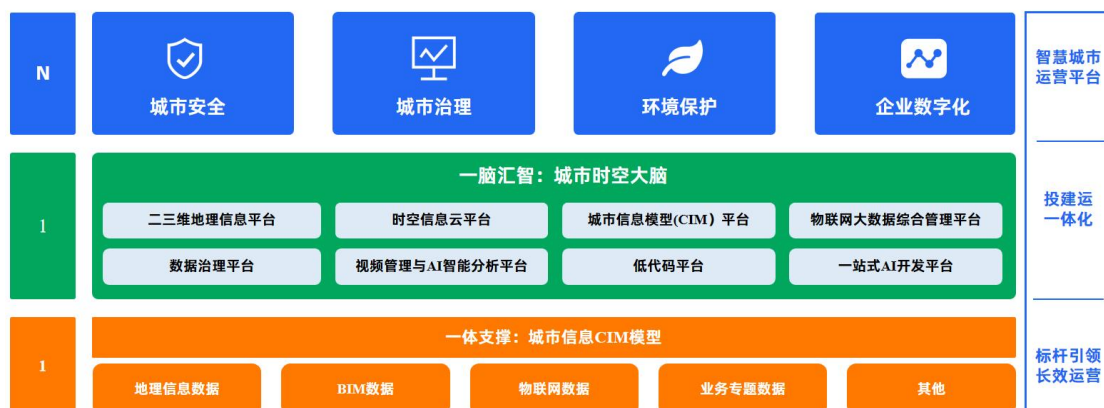 N
城市安全
城市治理
环境保护
企业数字化
智慧城市
运营平台
1
一脑汇智：城市时空大脑
二三维地理信息平台
时空信息云平台
城市信息模型(CIM）平台
物联网大数据综合管理平台
数据治理平台
视频管理与AI智能分析平台
低代码平台
一站式AI开发平台
投建运
一体化
1
一体支撑：城市信息CIM模型
地理信息数据
BIM数据
物联网数据
业务专题数据
其他
标杆引领
长效运营